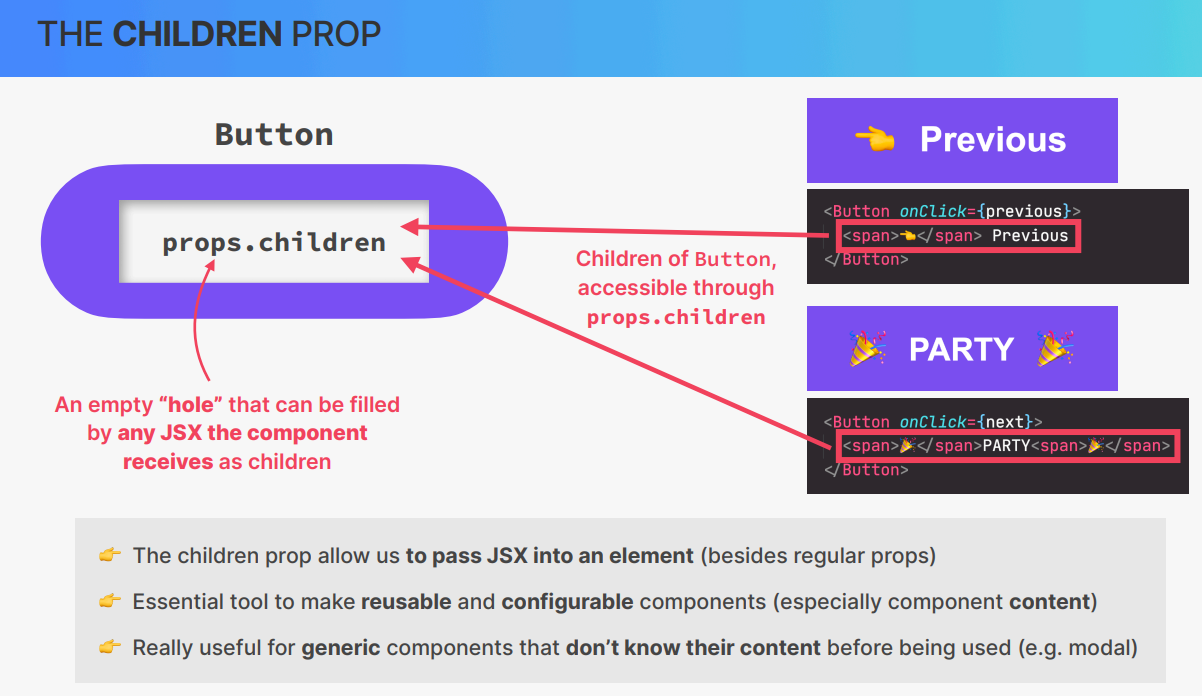 THE CHILDREN PROP
Button
props.children
An empty “hole” that can be filled
by any JSX the component
receives as children
Children of Button,
accessible through
props.children
👈 Previous
<Button onClick={previous}>
<span>👈</span> Previous
</Button>
🎉 PARTY 🎉
<Button onClick={next}>
<span>🎉</span>PARTY<span>🎉</span>
</Button>
👉 The children prop allow us to pass JSX into an element (besides regular props)
👉 Essential tool to make reusable and configurable components (especially component content)
👉 Really useful for generic components that don’t know their content before being used (e.g. modal)